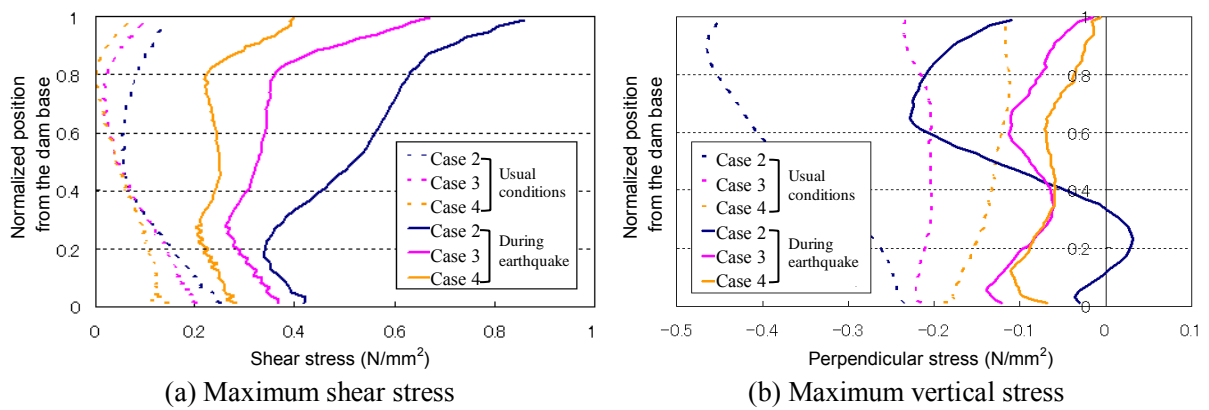 Normalized position
from the dam base
1
0.8
0.6
0.4
0.2
0
0
0.2
0.4
0.6
0.8
1
Shear stress (N/mm²)
Case 2
Case 3
Case 4
Usual
conditions
Case 2
Case 3
Case 4
During
earthquake
(a) Maximum shear stress
Normalized position
from the dam base
1
0.8
0.6
0.4
0.2
0
-0.5
-0.4
-0.3
-0.2
-0.1
0
0.1
Perpendicular stress (N/mm²)
Case 2
Case 3
Case 4
Usual
conditions
Case 2
Case 3
Case 4
During
earthquake
(b) Maximum vertical stress